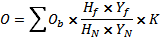 O = ∑ O_b × (H_f × Y_f) / (H_N × Y_N) × K